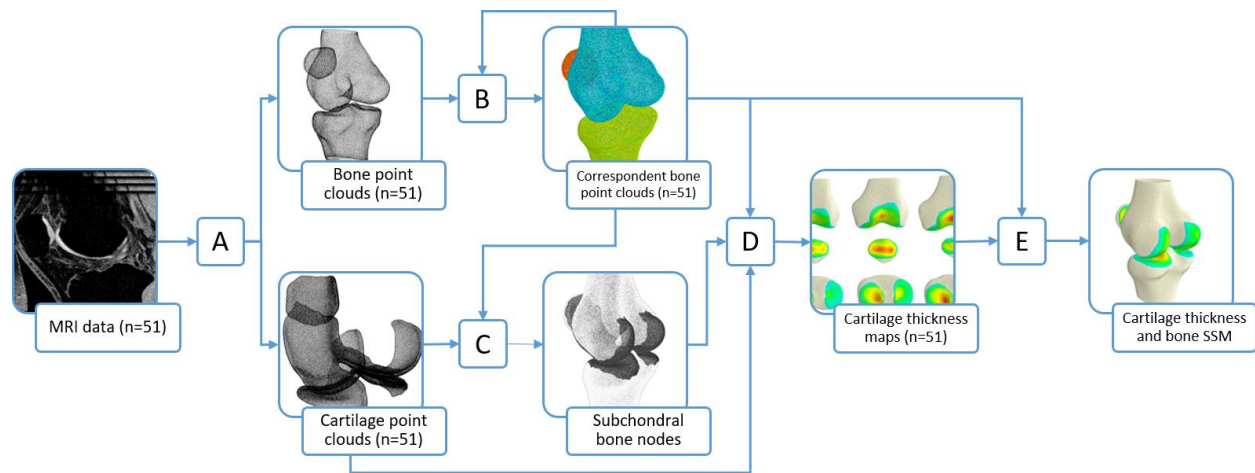 A
B
C
D
E
MRI data (n=51)
Bone point
clouds (n=51)
Correspondent bone
point clouds (n=51)
Cartilage point
clouds (n=51)
Subchondral
bone nodes
Cartilage thickness
maps (n=51)
Cartilage thickness
and bone SSM